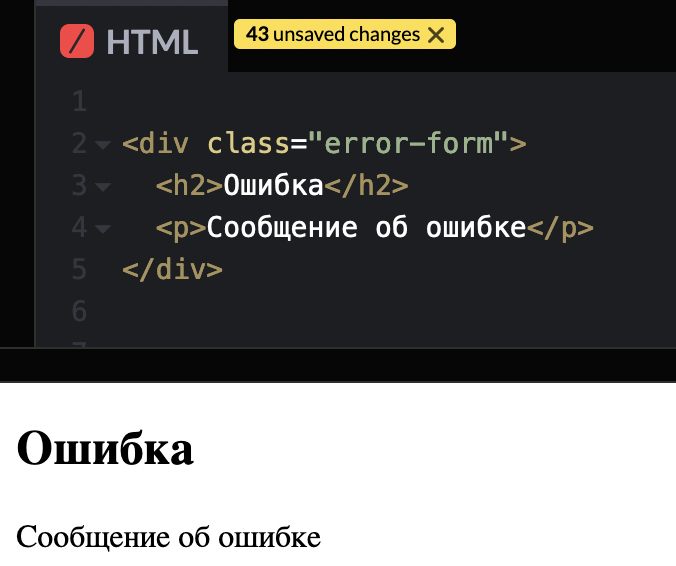 HTML
43 unsaved changes
1
2 <div class="error-form">
3 <h2>Ошибка</h2>
4 <p>Сообщение об ошибке</p>
5 </div>
6
Ошибка
Сообщение об ошибке